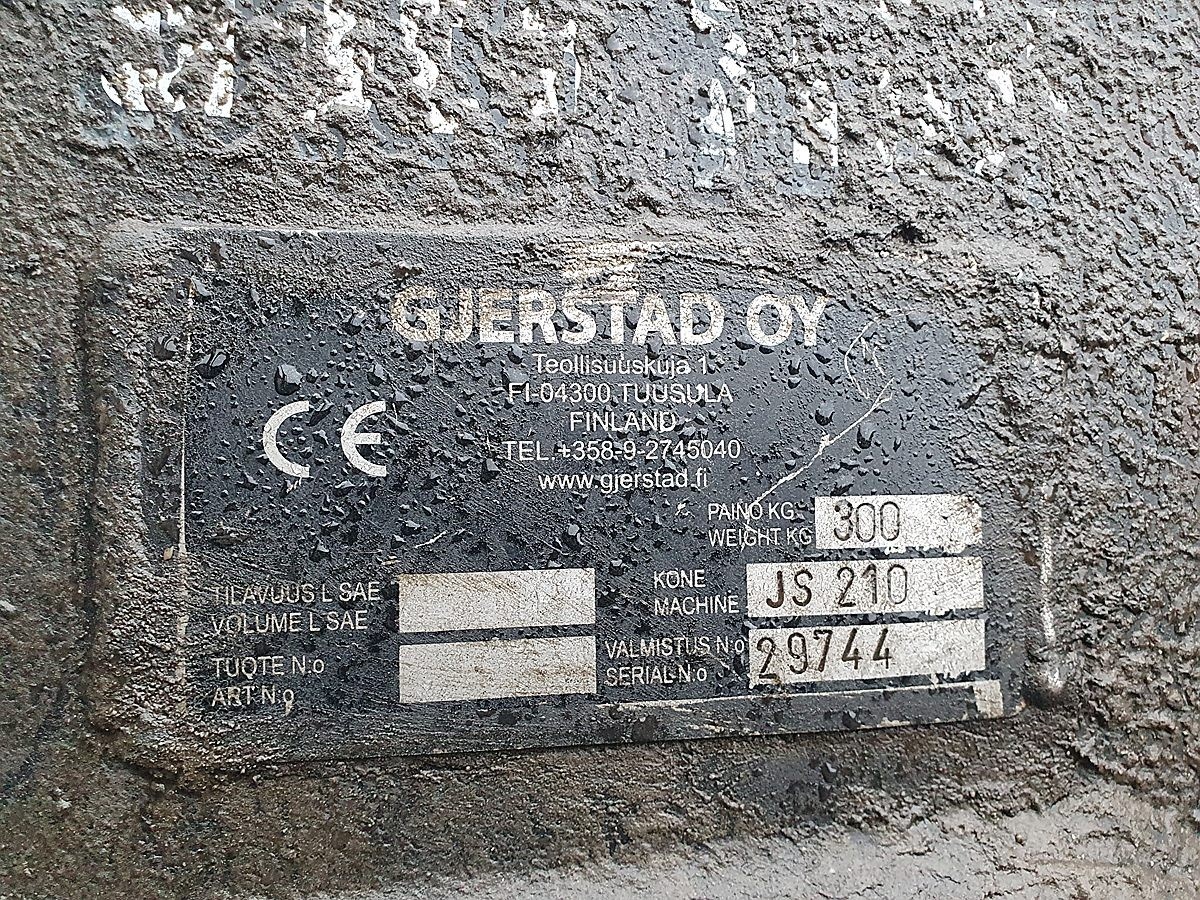 GJERSTAD OY
Teollisuuskuja 1
FI-04300 TUUSULA
FINLAND
TEL.+358-9-2745040
www.gjerstad.fi
CE
PAINO KG
WEIGHT KG
300
TILAVUUS L SAE
VOLUME L SAE
KONE
MACHINE
JS 210
TUOTE N:o
ART N:o
VALMISTUS N:o
SERIAL N:o
29744